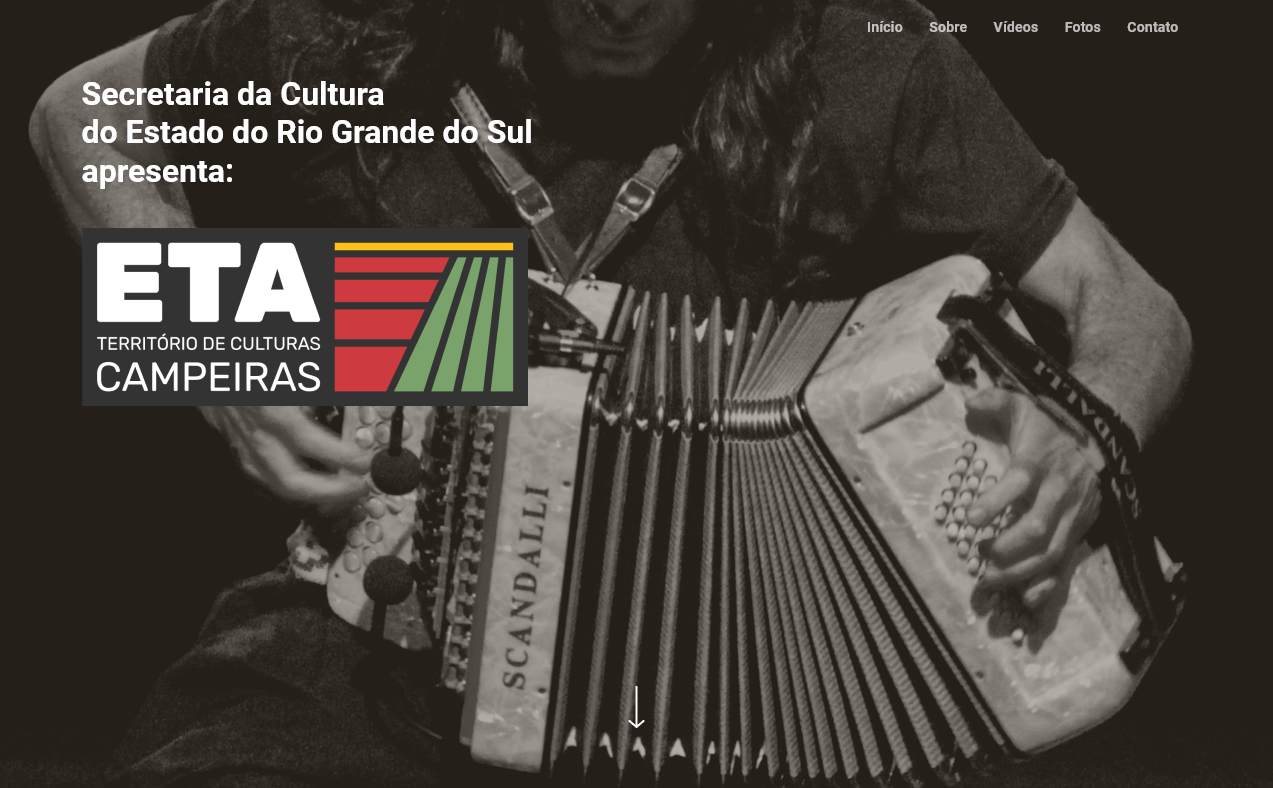 Início Sobre Vídeos Fotos Contato
Secretaria da Cultura
do Estado do Rio Grande do Sul
apresenta:
ETA
TERRITÓRIO DE CULTURAS
CAMPEIRAS
SCANDALLI
SCANDALLI